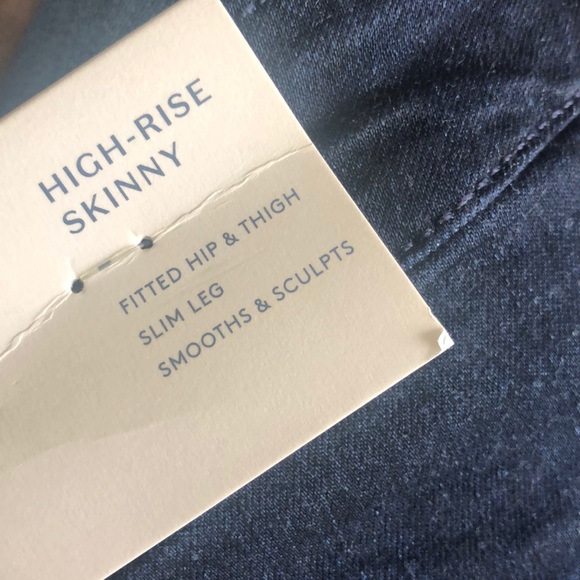 HIGH-RISE
SKINNY
FITTED HIP & THIGH
SLIM LEG
SMOOTHS & SCULPTS